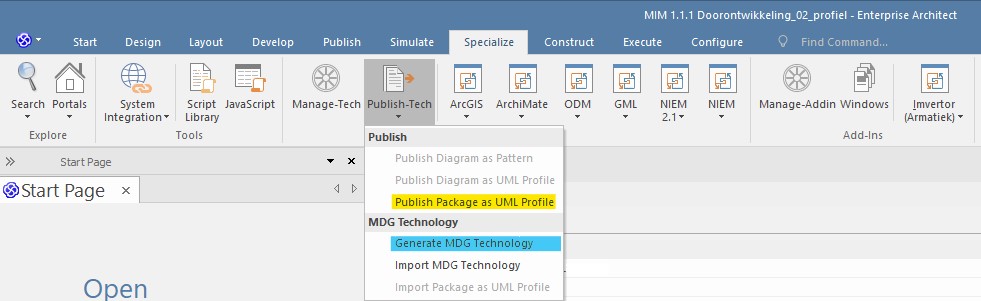 MIM 1.1.1 Doorontwikkeling_02_profiel - Enterprise Architect
Start Design Layout Develop Publish Simulate Specialize Construct Execute Configure Find Command...
Search Portals System Integration Script Library JavaScript Manage-Tech Publish-Tech ArcGIS ArchiMate ODM GML NIEM 2.1 NIEM Manage-Addin Windows Imvertor (Armatiek)
Explore Tools Add-Ins
Publish
Start Page
Publish Diagram as Pattern
Publish Diagram as UML Profile
Start Page
Publish Package as UML Profile
MDG Technology
Generate MDG Technology
Import MDG Technology
Open
Import Package as UML Profile